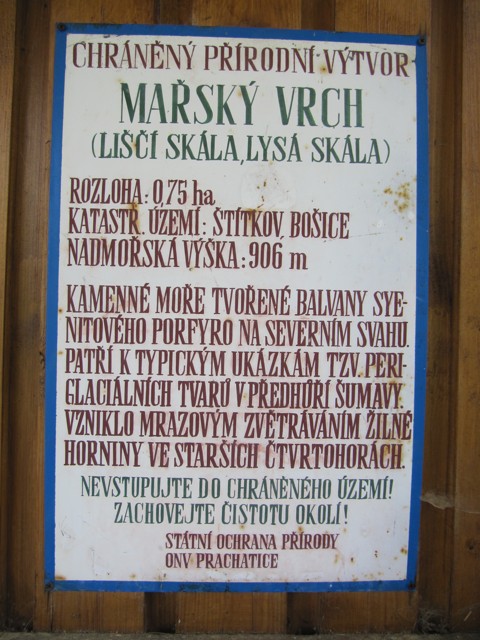 CHRÁNĚNÝ PŘÍRODNÍ VÝTVOR
MAŘSKÝ VRCH
(LIŠČÍ SKÁLA, LYSÁ SKÁLA)
ROZLOHA: 0,75 ha
KATASTR. ÚZEMÍ: ŠTÍTKOV, BOŠICE
NADMOŘSKÁ VÝŠKA: 906 m
KAMENNÉ MOŘE TVOŘENÉ BALVANY SYE-
NITOVÉHO PORFYRO NA SEVERNÍM SVAHU.
PATŘÍ K TYPICKÝM UKÁZKÁM TZV. PERI-
GLACIÁLNÍCH TVARŮ V PŘEDHŮŘÍ ŠUMAVY.
VZNIKLO MRAZOVÝM ZVĚTRÁVÁNÍM ŽILNÉ
HORNINY VE STARŠÍCH ČTVRTOHORÁCH.
NEVSTUPUJTE DO CHRÁNĚNÉHO ÚZEMÍ!
ZACHOVEJTE ČISTOTU OKOLÍ!
STÁTNÍ OCHRANA PŘÍRODY
ONV PRACHATICE